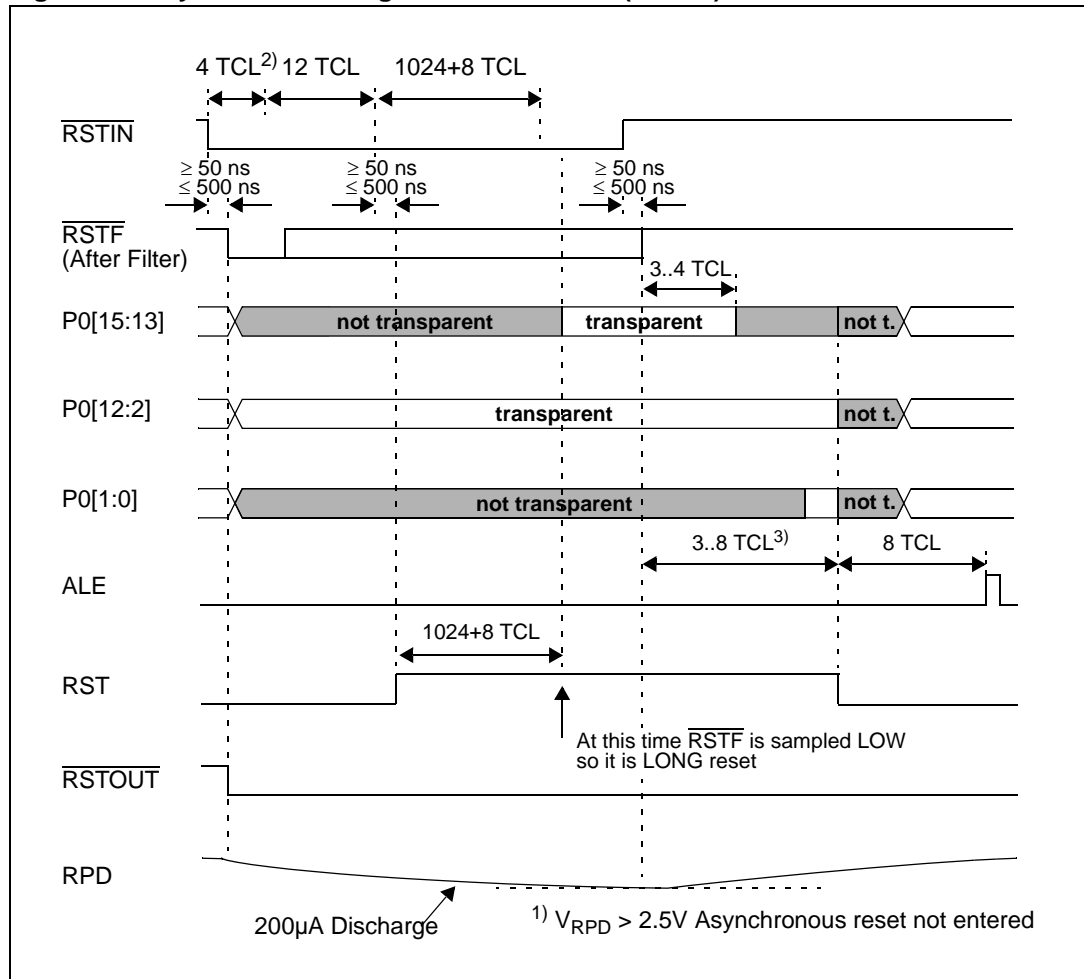 4 TCL2) 12 TCL 1024+8 TCL
RSTIN
≥ 50 ns ≥ 50 ns ≥ 50 ns
≤ 500 ns ≤ 500 ns ≤ 500 ns
RSTF
(After Filter)
3..4 TCL
P0[15:13] not transparent transparent not t.
P0[12:2] transparent not t.
P0[1:0] not transparent not t.
3..8 TCL3) 8 TCL
ALE
1024+8 TCL
RST
At this time RSTF is sampled LOW
so it is LONG reset
RSTOUT
RPD
200µA Discharge
1) VRPD > 2.5V Asynchronous reset not entered